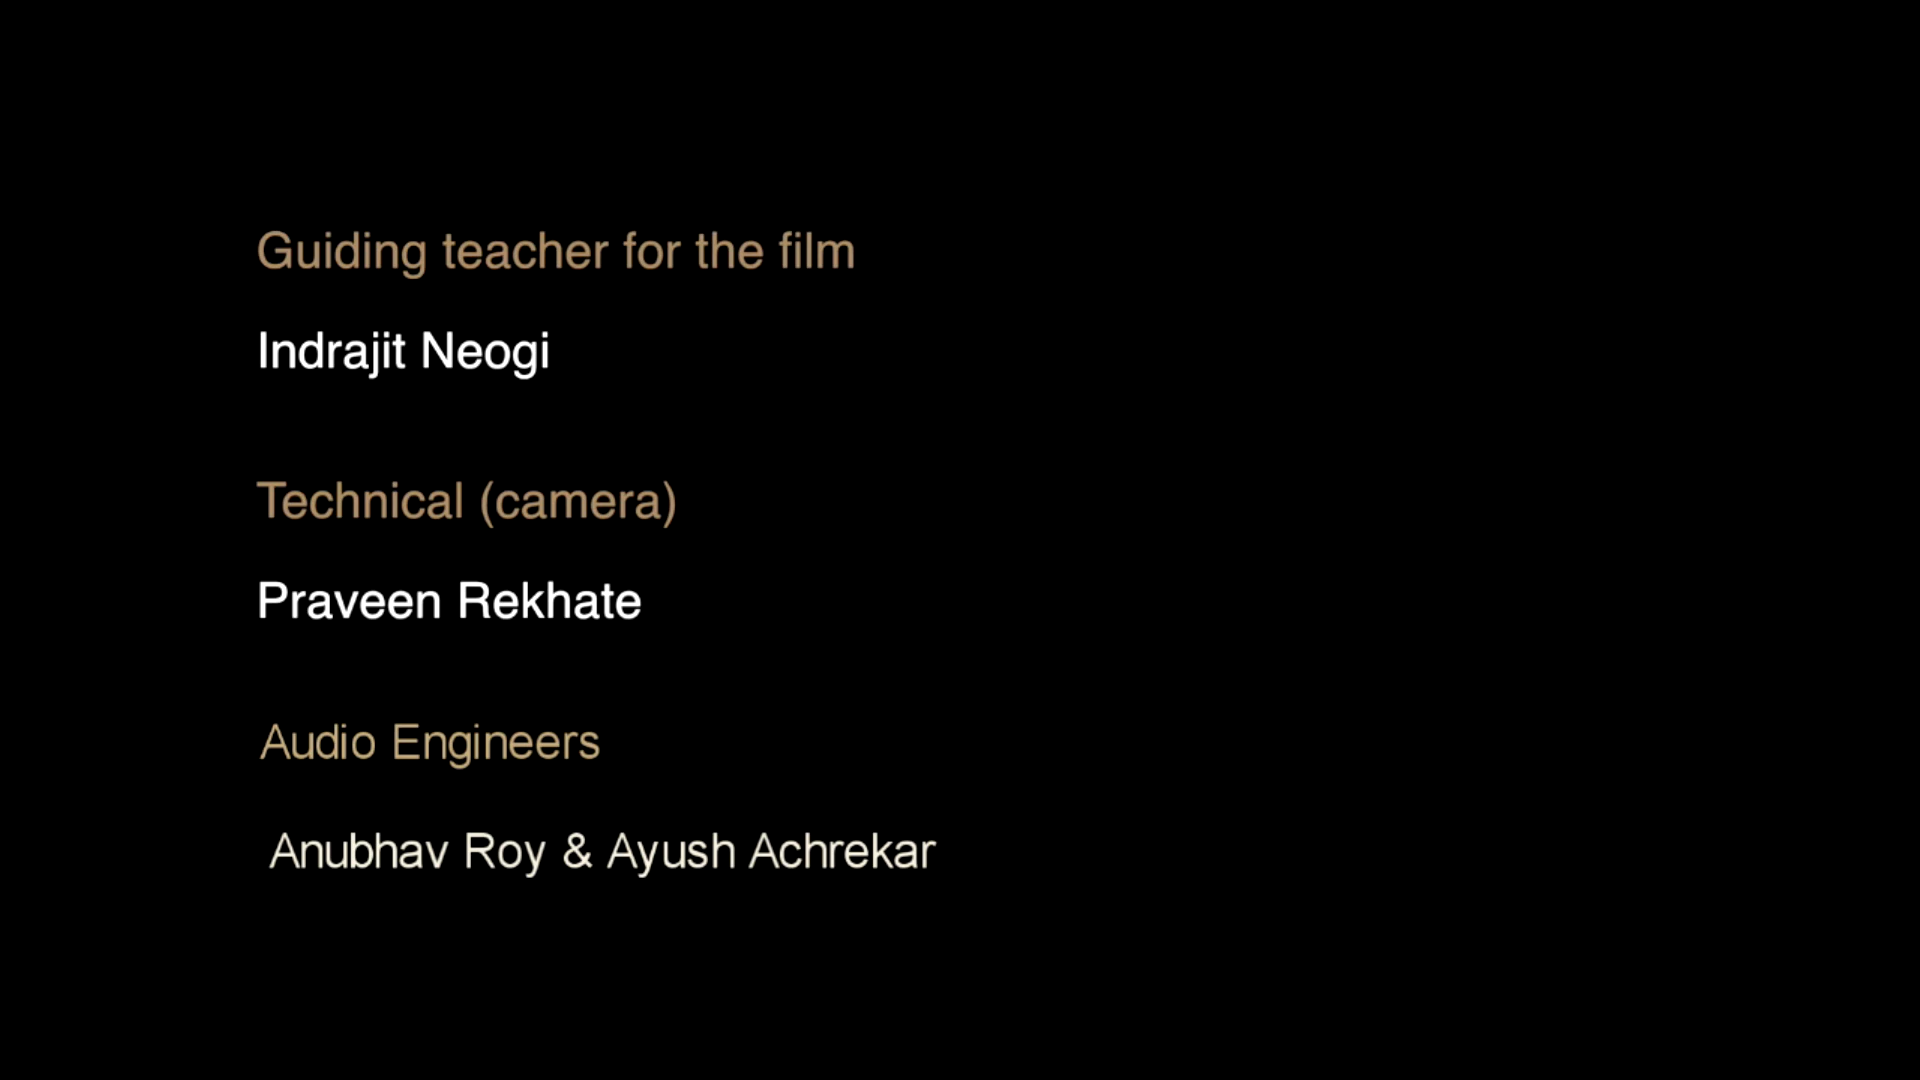 Guiding teacher for the film
Indrajit Neogi
Technical (camera)
Praveen Rekhate
Audio Engineers
Anubhav Roy & Ayush Achrekar